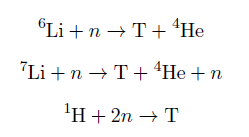 ⁶Li + n → T + ⁴He
⁷Li + n → T + ⁴He + n
¹H + 2n → T